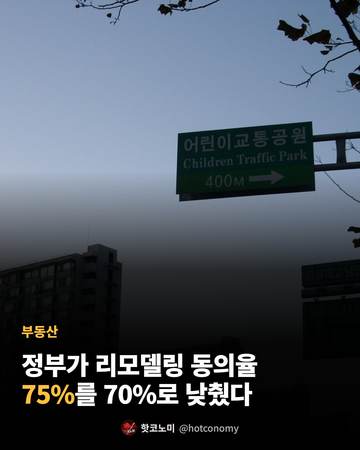 어린이교통공원
Children Traffic Park
400M
부동산
정부가 리모델링 동의율
75%를 70%로 낮췄다
핫코노미 @hotconomy